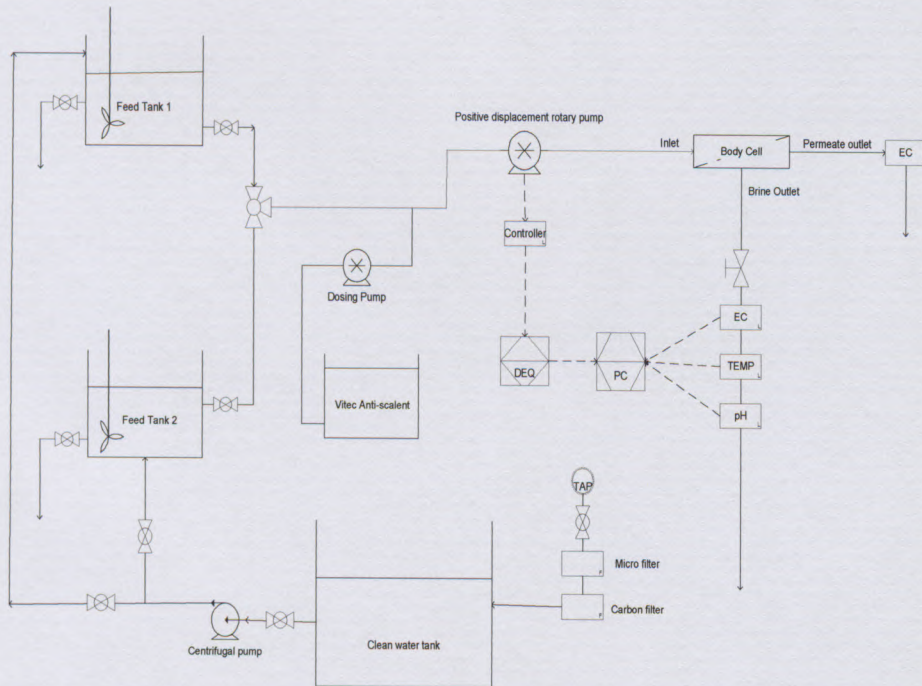 Feed Tank 1
Positive displacement rotary pump
Inlet
Body Cell
Permeate outlet
EC
Brine Outlet
Controller
L
Dosing Pump
EC
L
DEQ
PC
TEMP
L
Vitec Anti-scalent
Feed Tank 2
pH
L
TAP
Micro filter
F
Carbon filter
F
Clean water tank
Centrifugal pump